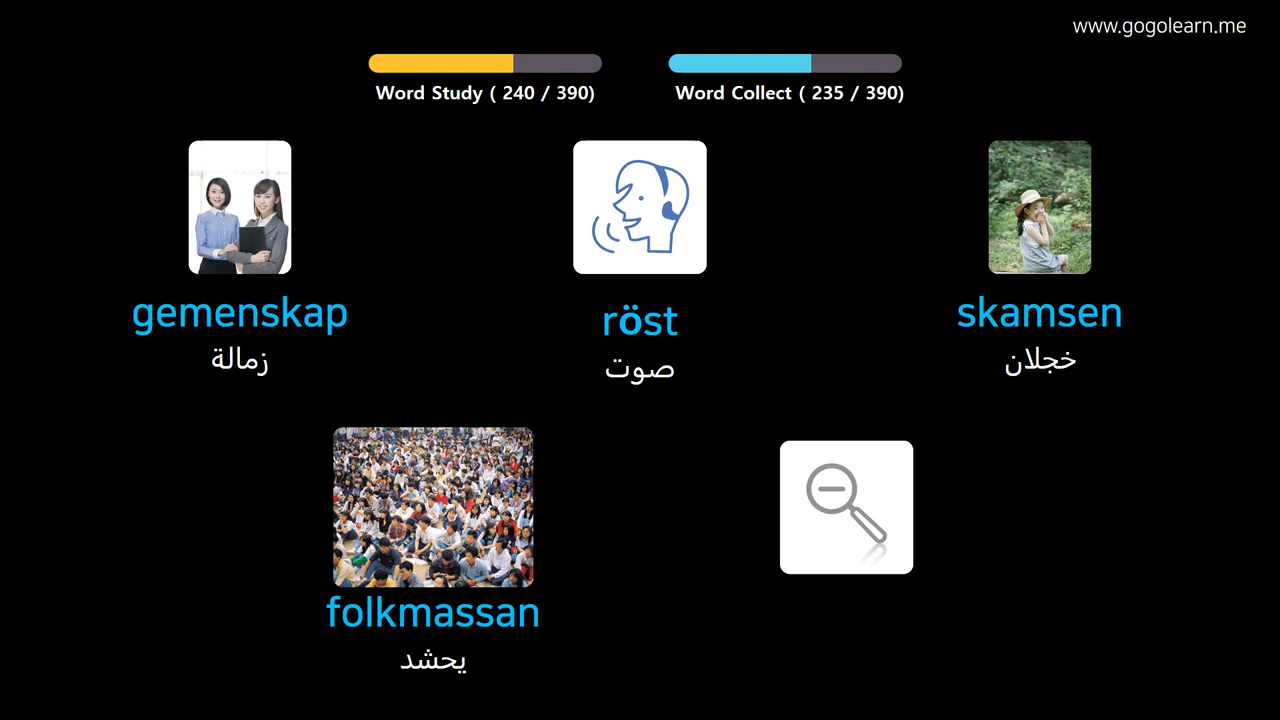 www.gogolearn.me
Word Study ( 240 / 390)
Word Collect ( 235 / 390)
gemenskap
زمالة
röst
صوت
skamsen
خجلان
folkmassan
يحشد